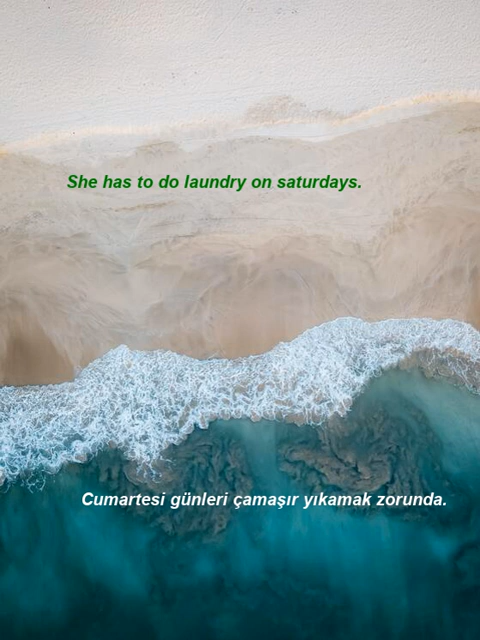 She has to do laundry on saturdays.
Cumartesi günleri çamaşır yıkamak zorunda.